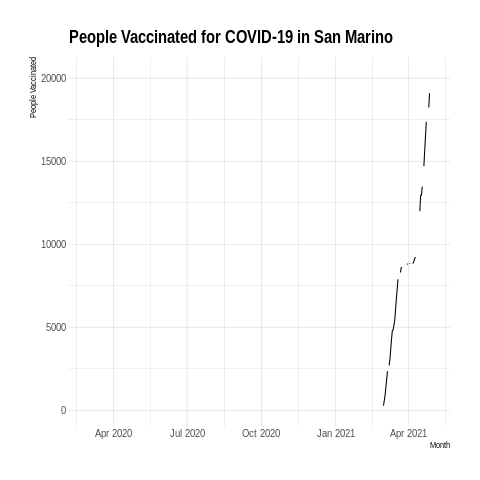 People Vaccinated for COVID-19 in San Marino
People Vaccinated
20000
15000
10000
5000
0
Apr 2020 Jul 2020 Oct 2020 Jan 2021 Apr 2021
Month